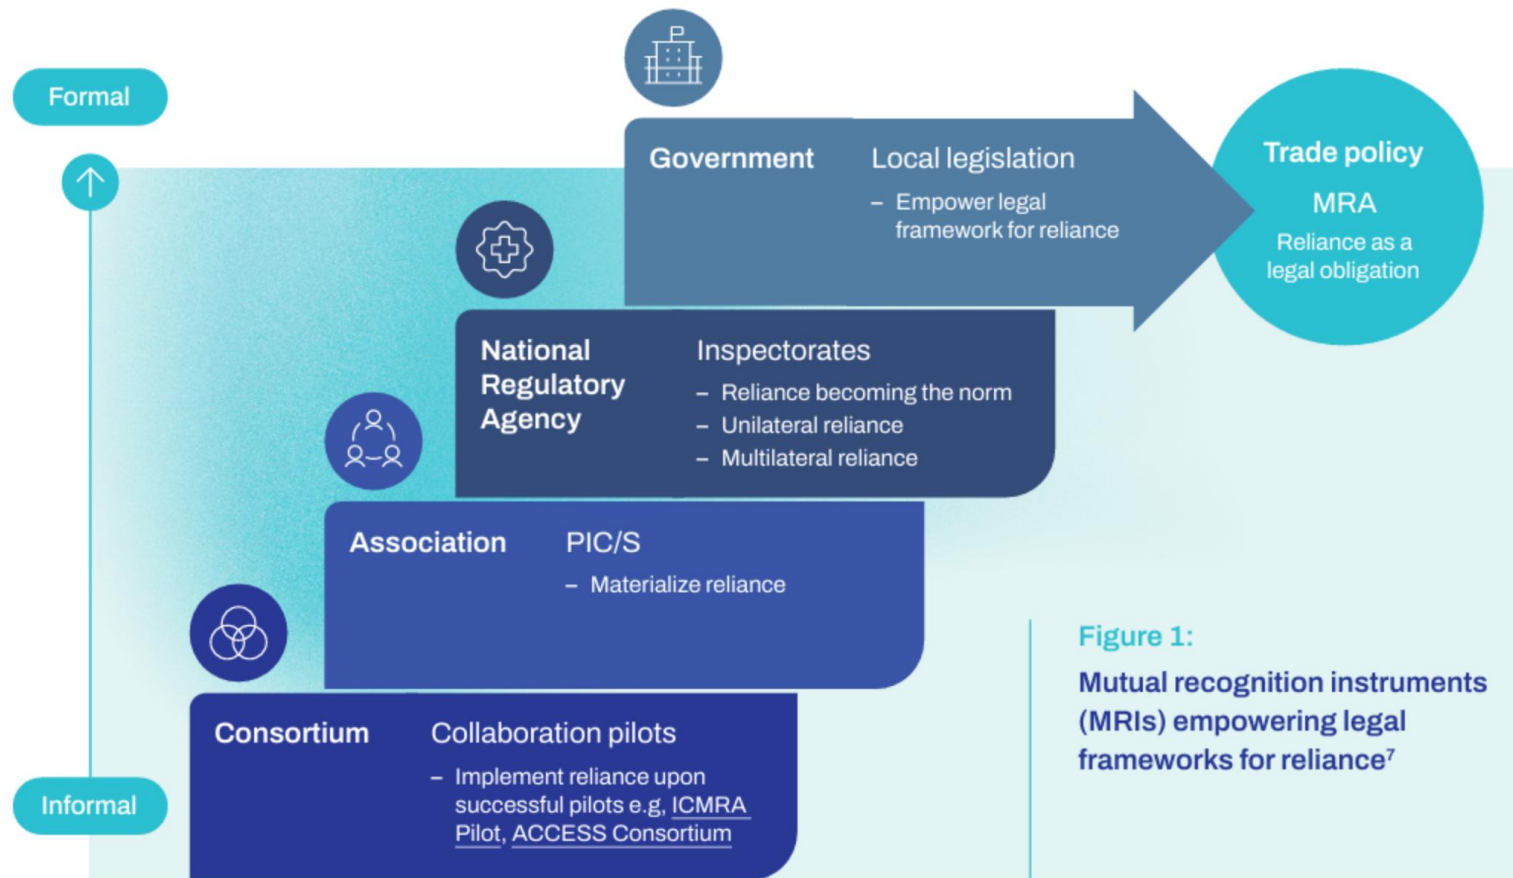 Formal
Government
Local legislation
– Empower legal
framework for reliance
Trade policy
MRA
Reliance as a
legal obligation
National
Regulatory
Agency
Inspectorates
– Reliance becoming the norm
– Unilateral reliance
– Multilateral reliance
Association
PIC/S
– Materialize reliance
Consortium
Collaboration pilots
– Implement reliance upon
successful pilots e.g, ICMRA
Pilot, ACCESS Consortium
Informal
Figure 1:
Mutual recognition instruments
(MRIs) empowering legal
frameworks for reliance⁷